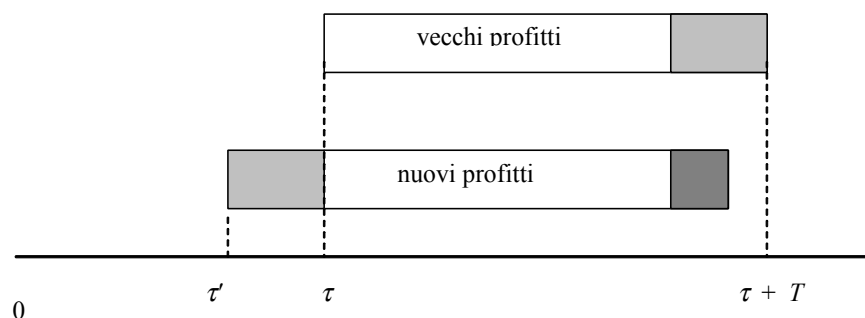 vecchi profitti
nuovi profitti
τ′ τ τ + T
0